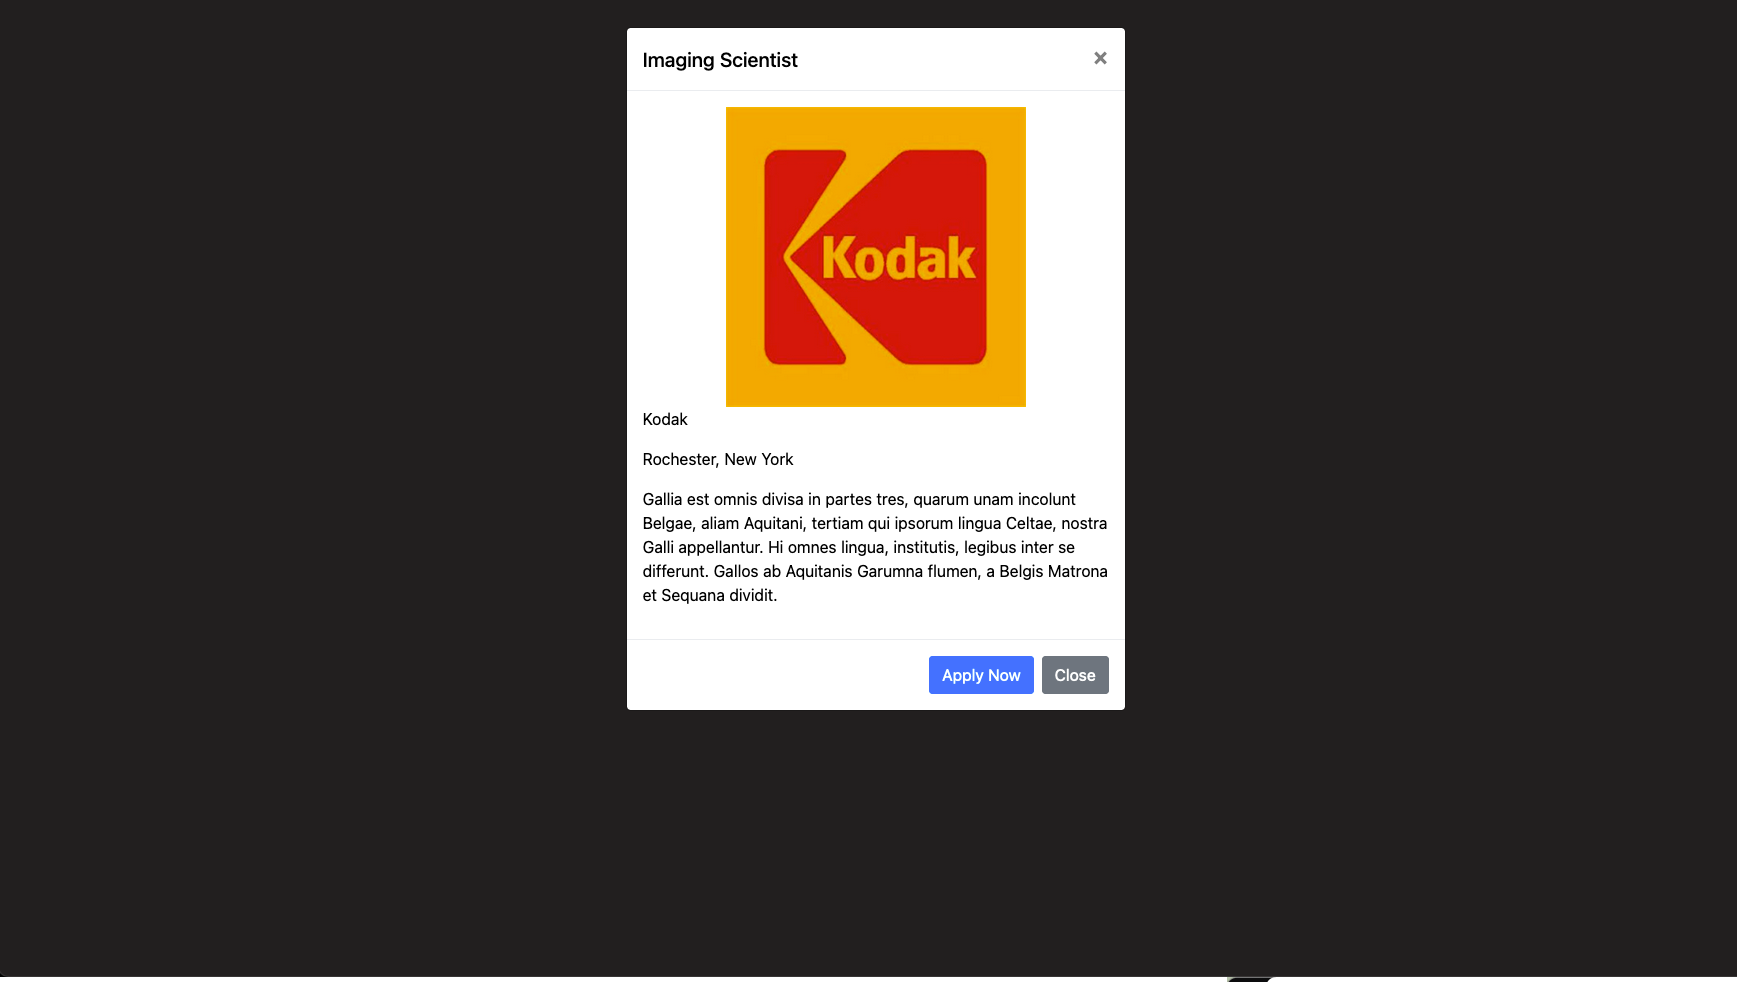 Imaging Scientist
×
Kodak
Kodak
Rochester, New York
Gallia est omnis divisa in partes tres, quarum unam incolunt
Belgae, aliam Aquitani, tertiam qui ipsorum lingua Celtae, nostra
Galli appellantur. Hi omnes lingua, institutis, legibus inter se
differunt. Gallos ab Aquitanis Garumna flumen, a Belgis Matrona
et Sequana dividit.
Apply Now Close